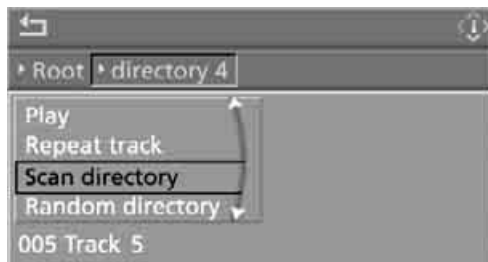 Root directory 4
Play
Repeat track
Scan directory
Random directory
005 Track 5